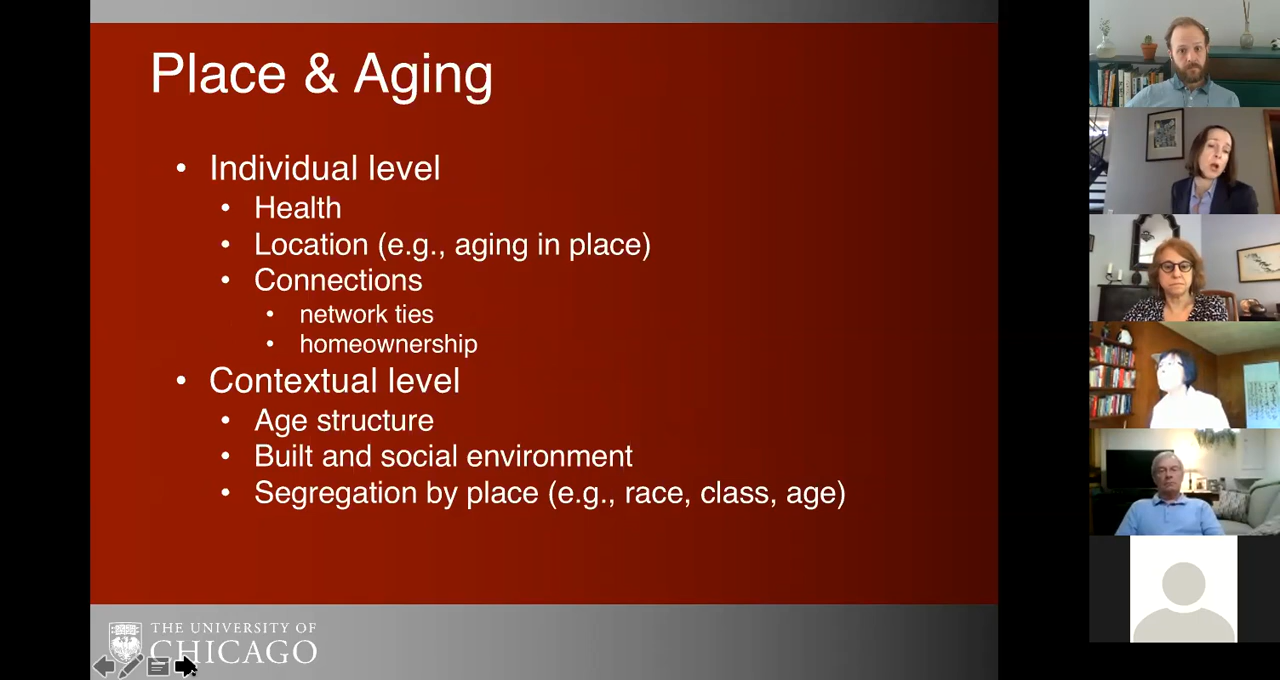 Place & Aging
• Individual level
• Health
• Location (e.g., aging in place)
• Connections
• network ties
• homeownership
• Contextual level
• Age structure
• Built and social environment
• Segregation by place (e.g., race, class, age)
THE UNIVERSITY OF
CHICAGO